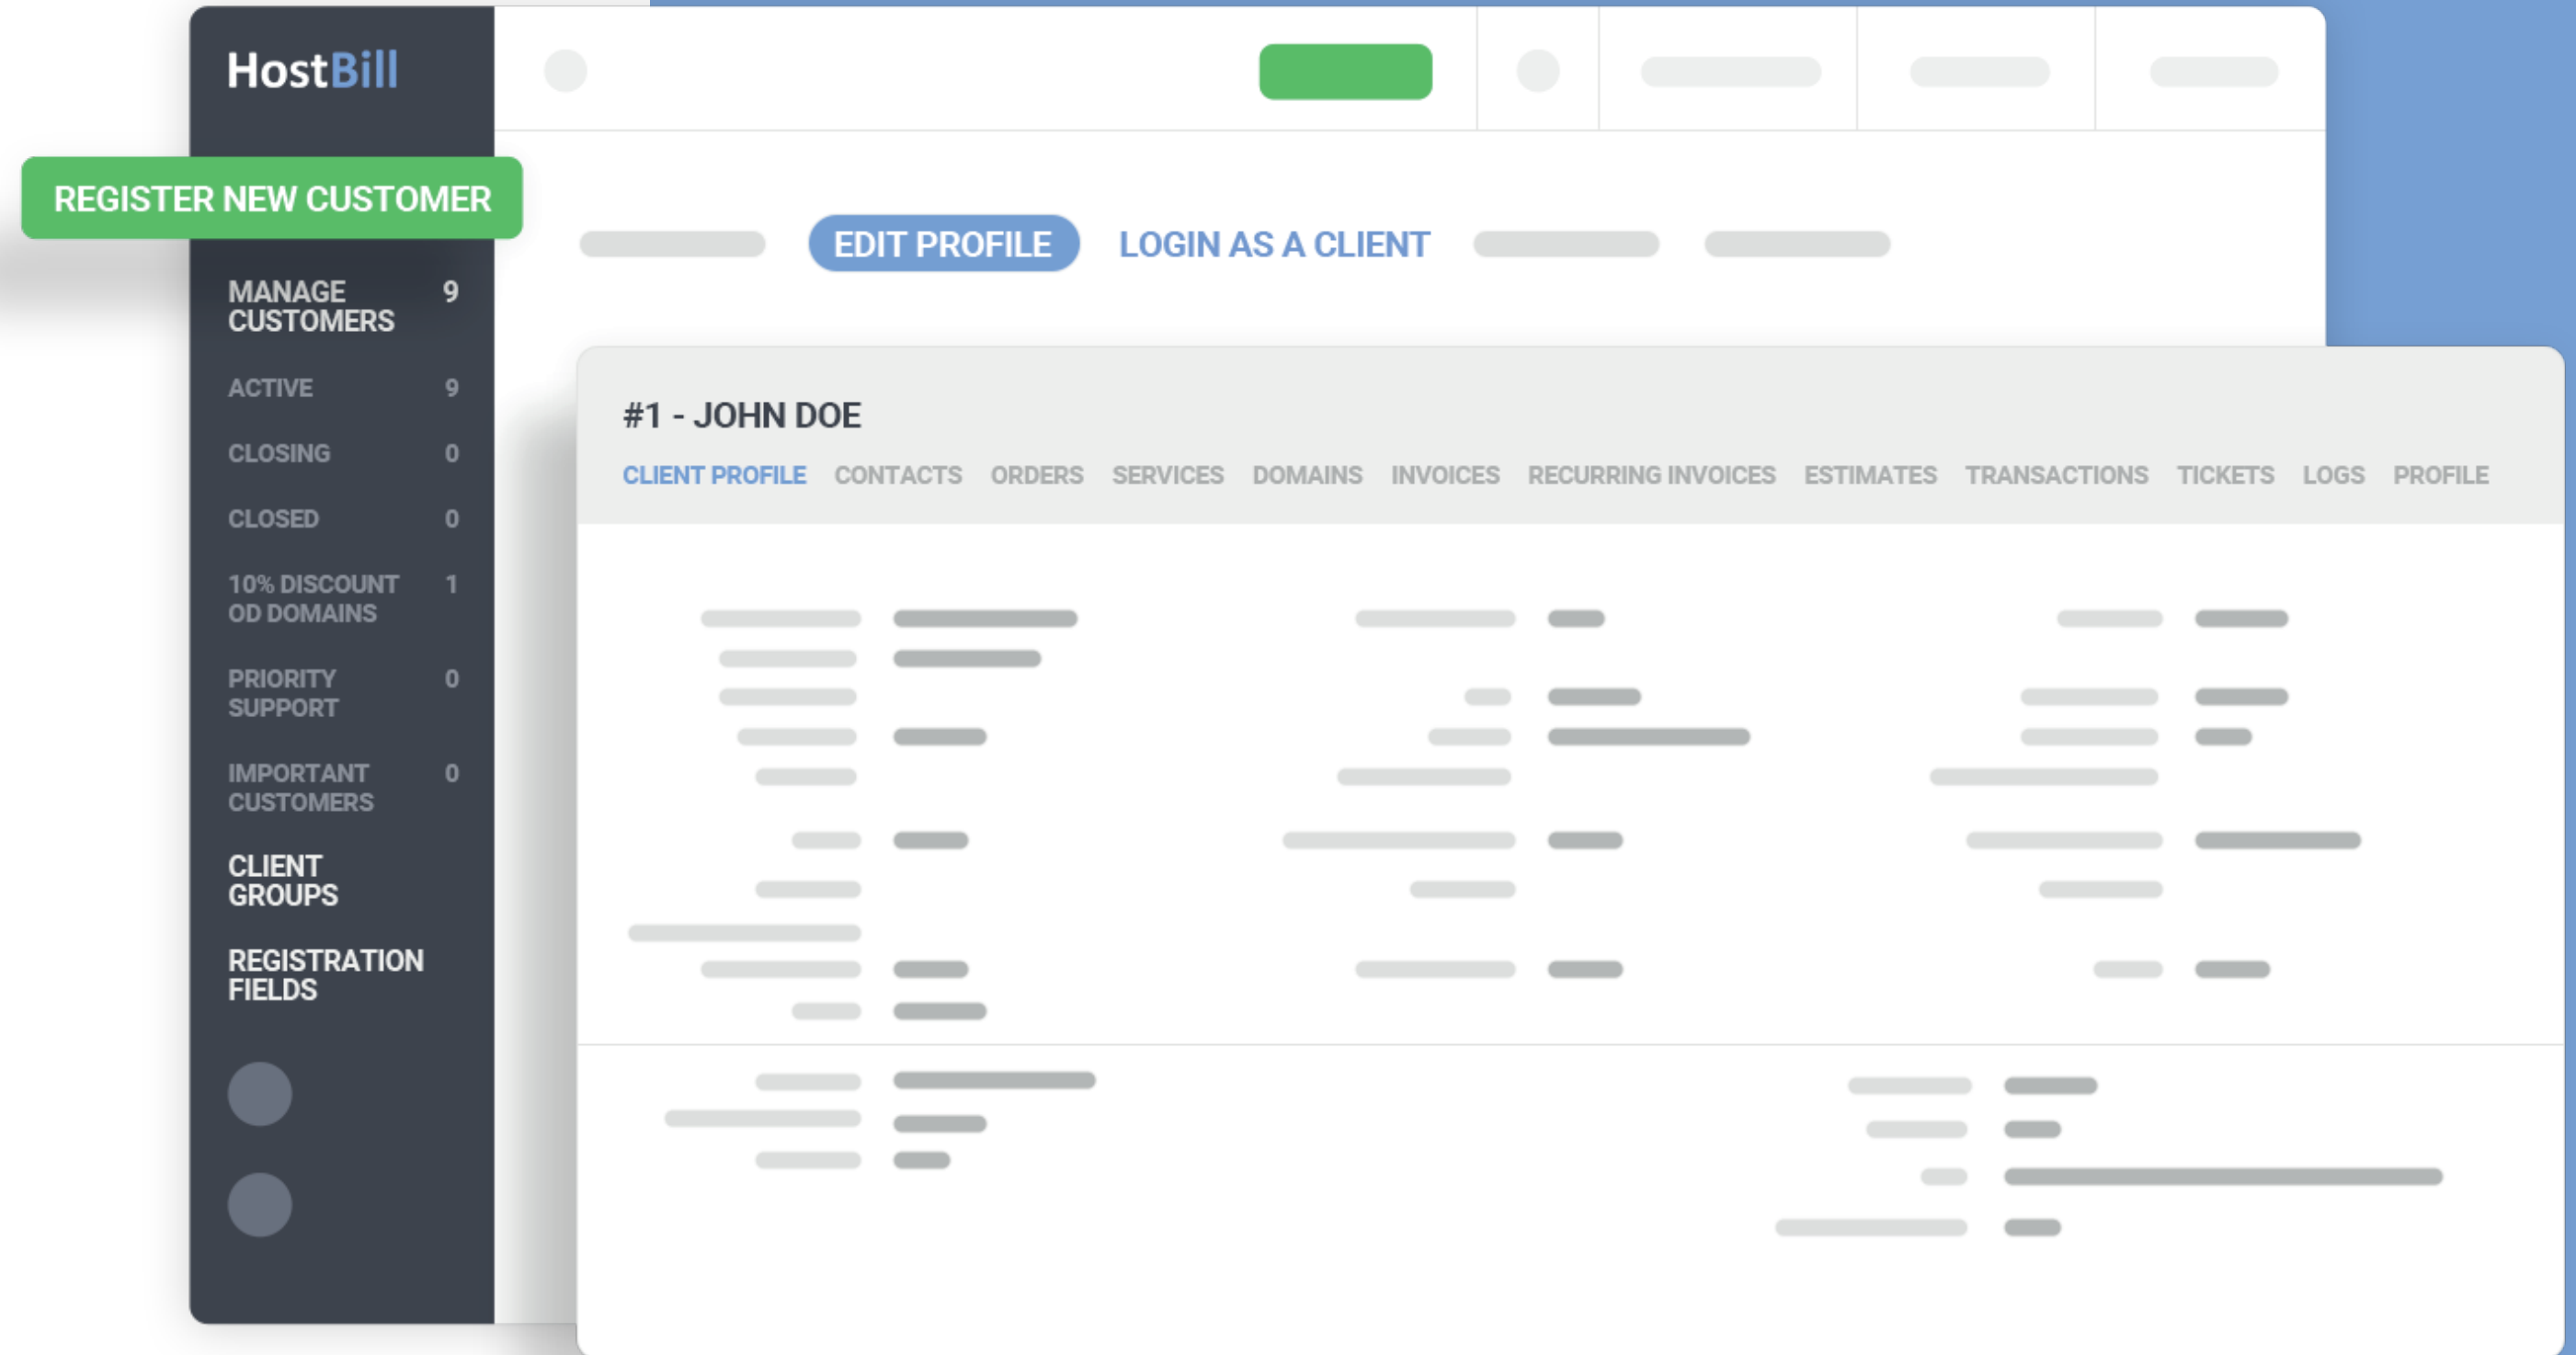 HostBill
REGISTER NEW CUSTOMER
MANAGE 9
CUSTOMERS
ACTIVE 9
CLOSING 0
CLOSED 0
10% DISCOUNT 1
OD DOMAINS
PRIORITY 0
SUPPORT
IMPORTANT 0
CUSTOMERS
CLIENT
GROUPS
REGISTRATION
FIELDS
EDIT PROFILE LOGIN AS A CLIENT
#1 - JOHN DOE
CLIENT PROFILE CONTACTS ORDERS SERVICES DOMAINS INVOICES RECURRING INVOICES ESTIMATES TRANSACTIONS TICKETS LOGS PROFILE